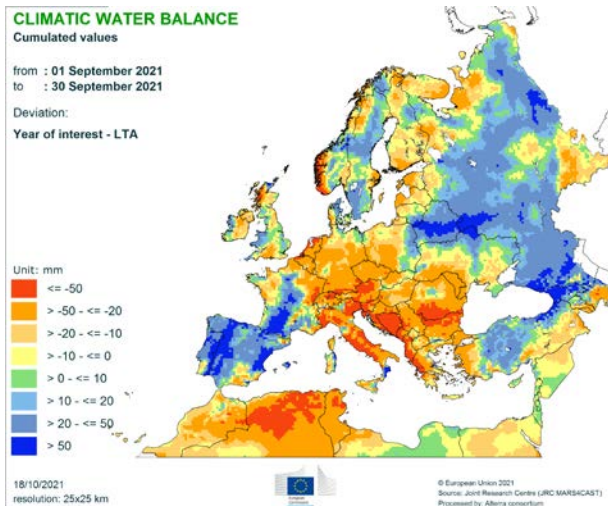 CLIMATIC WATER BALANCE
Cumulated values
from : 01 September 2021
to : 30 September 2021
Deviation:
Year of interest - LTA
Unit: mm
<= -50
> -50 - <= -20
> -20 - <= -10
> -10 - <= 0
> 0 - <= 10
> 10 - <= 20
> 20 - <= 50
> 50
18/10/2021
resolution: 25x25 km
European
Commission
© European Union 2021
Source: Joint Research Centre (JRC MARS4CAST)
Processed by: Alterra consortium